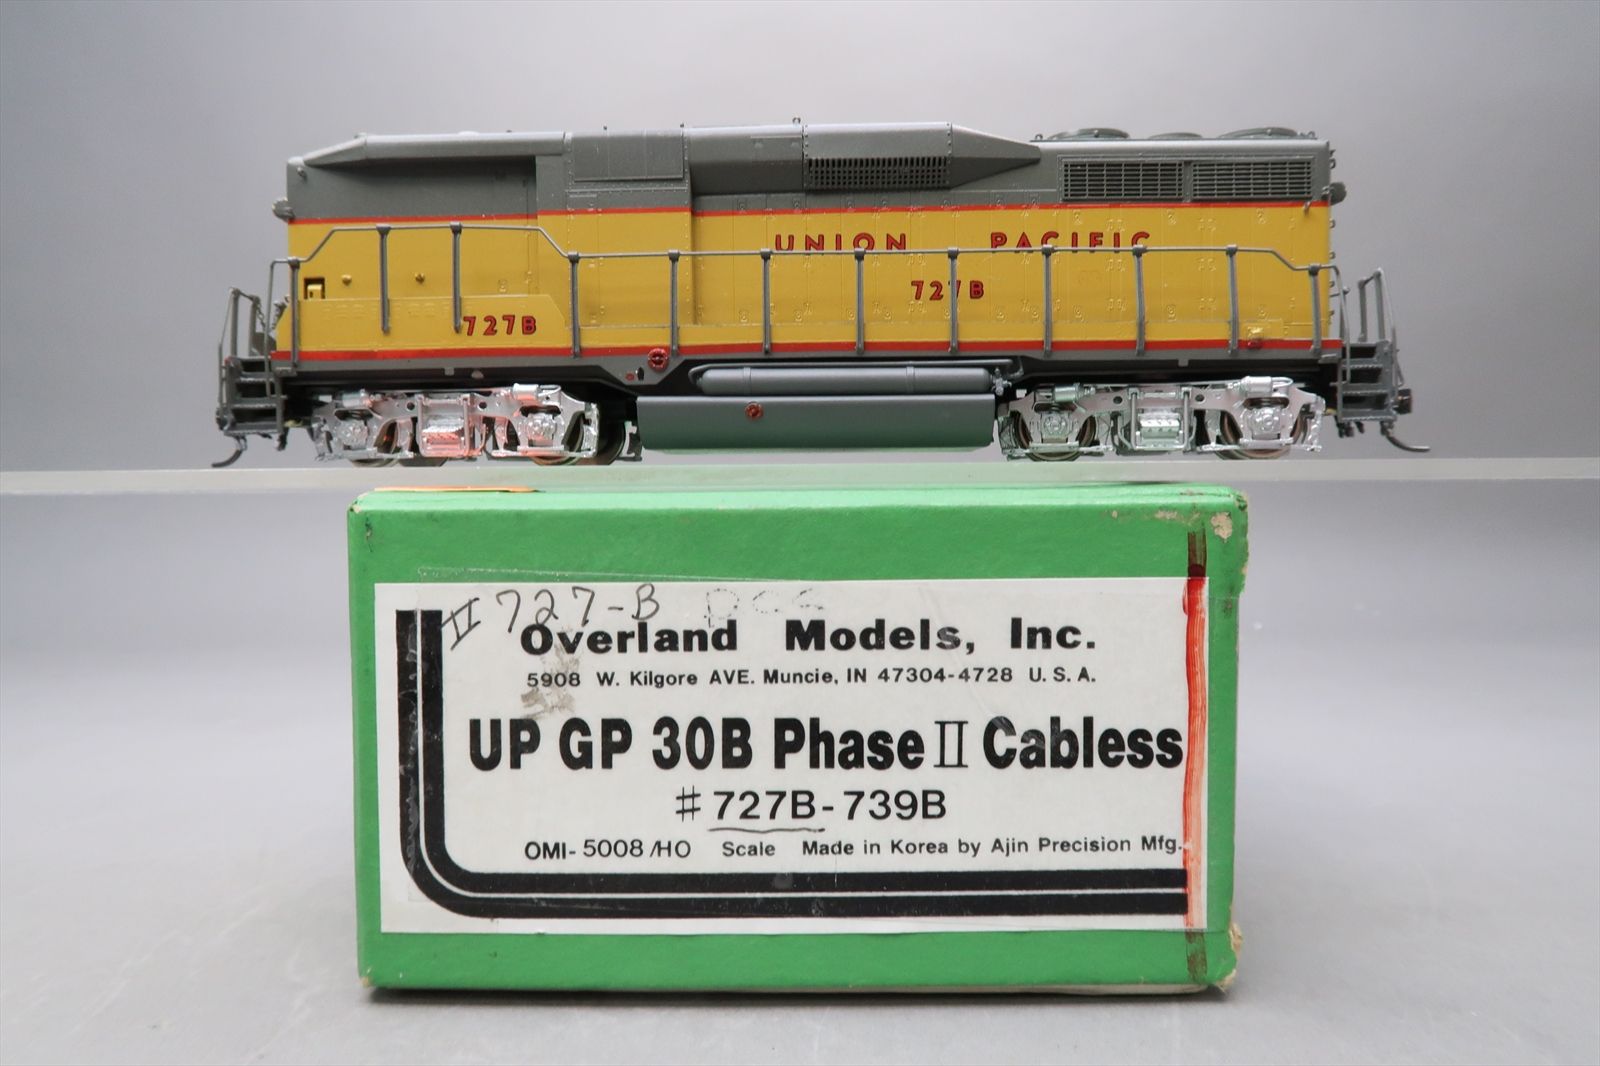 UNION PACIFIC
727B
727B
II 727-B
Overland Models, Inc.
5908 W. Kilgore AVE. Muncie, IN 47304-4728 U.S.A.
UP GP 30B Phase II Cabless
#727B-739B
OMI-5008/HO Scale Made in Korea by Ajin Precision Mfg.